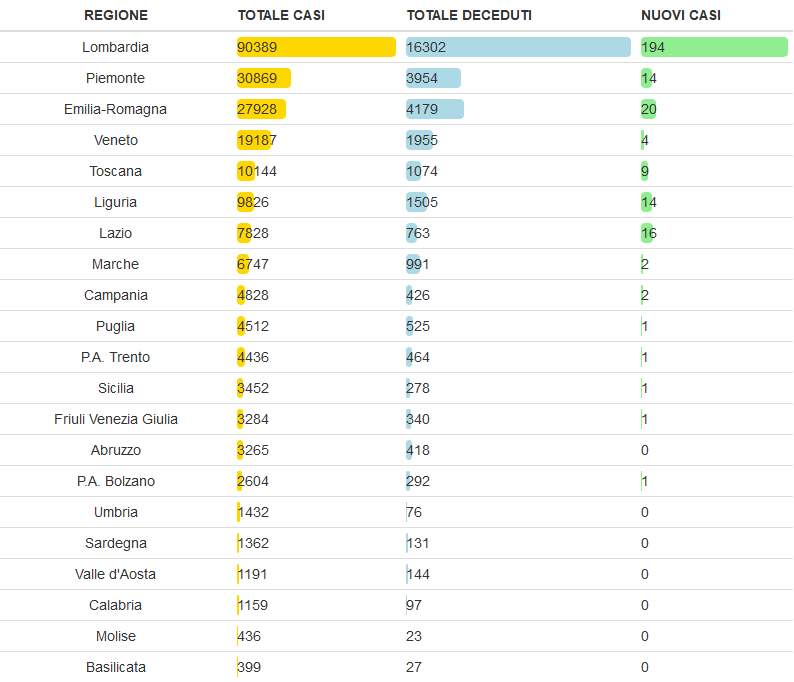 REGIONE TOTALE CASI TOTALE DECEDUTI NUOVI CASI
Lombardia 90389 16302 194
Piemonte 30869 3954 14
Emilia-Romagna 27928 4179 20
Veneto 19187 1955 4
Toscana 10144 1074 9
Liguria 9826 1505 14
Lazio 7828 763 16
Marche 6747 991 2
Campania 4828 426 2
Puglia 4512 525 1
P.A. Trento 4436 464 1
Sicilia 3452 278 1
Friuli Venezia Giulia 3284 340 1
Abruzzo 3265 418 0
P.A. Bolzano 2604 292 1
Umbria 1432 76 0
Sardegna 1362 131 0
Valle d'Aosta 1191 144 0
Calabria 1159 97 0
Molise 436 23 0
Basilicata 399 27 0